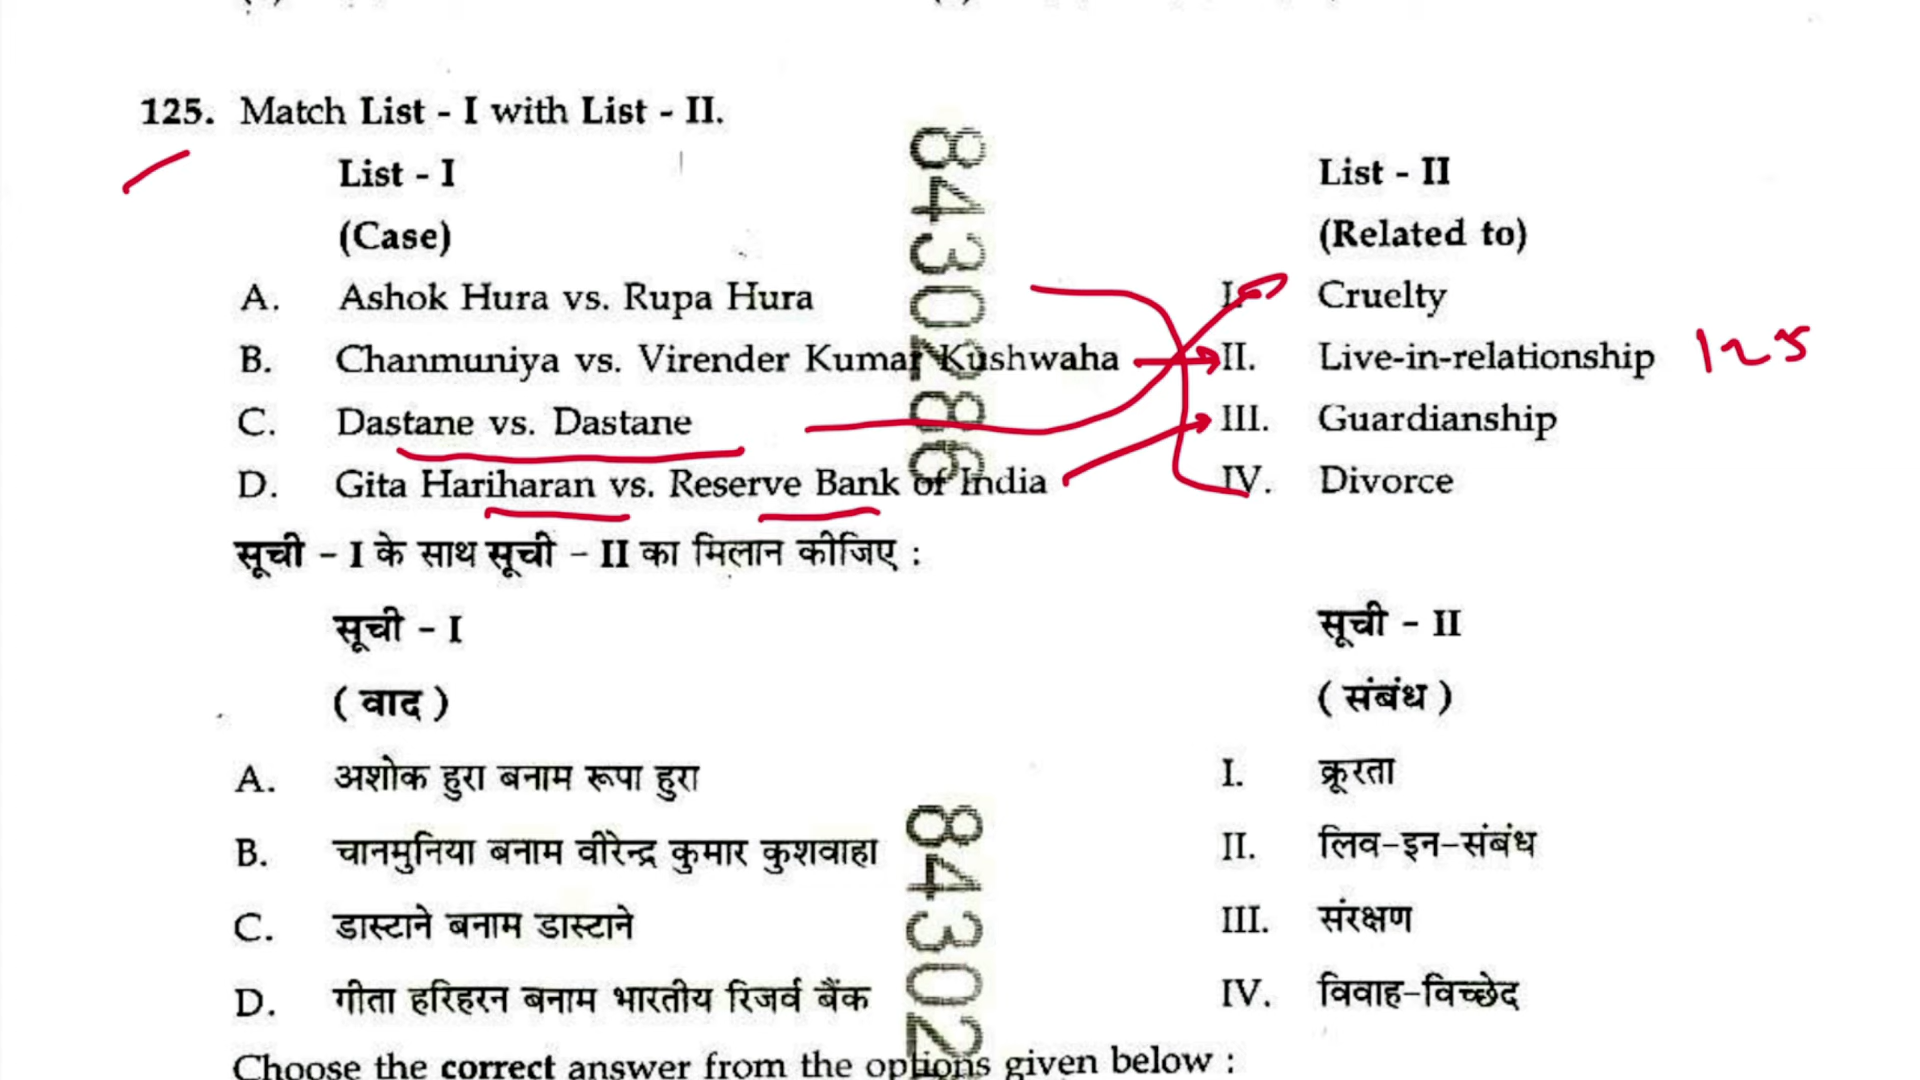 125. Match List - I with List - II.
List - I List - II
(Case) (Related to)
A. Ashok Hura vs. Rupa Hura I. Cruelty
B. Chanmuniya vs. Virender Kumar Kushwaha II. Live-in-relationship 125
C. Dastane vs. Dastane III. Guardianship
D. Gita Hariharan vs. Reserve Bank of India IV. Divorce
सूची - I के साथ सूची - II का मिलान कीजिए :
सूची - I सूची - II
( वाद ) ( संबंध )
A. अशोक हुरा बनाम रूपा हुरा I. क्रूरता
B. चानमुनिया बनाम वीरेन्द्र कुमार कुशवाहा II. लिव-इन-संबंध
C. डास्टाने बनाम डास्टाने III. संरक्षण
D. गीता हरिहरन बनाम भारतीय रिजर्व बैंक IV. विवाह-विच्छेद
Choose the correct answer from the options given below :
84300286
84302